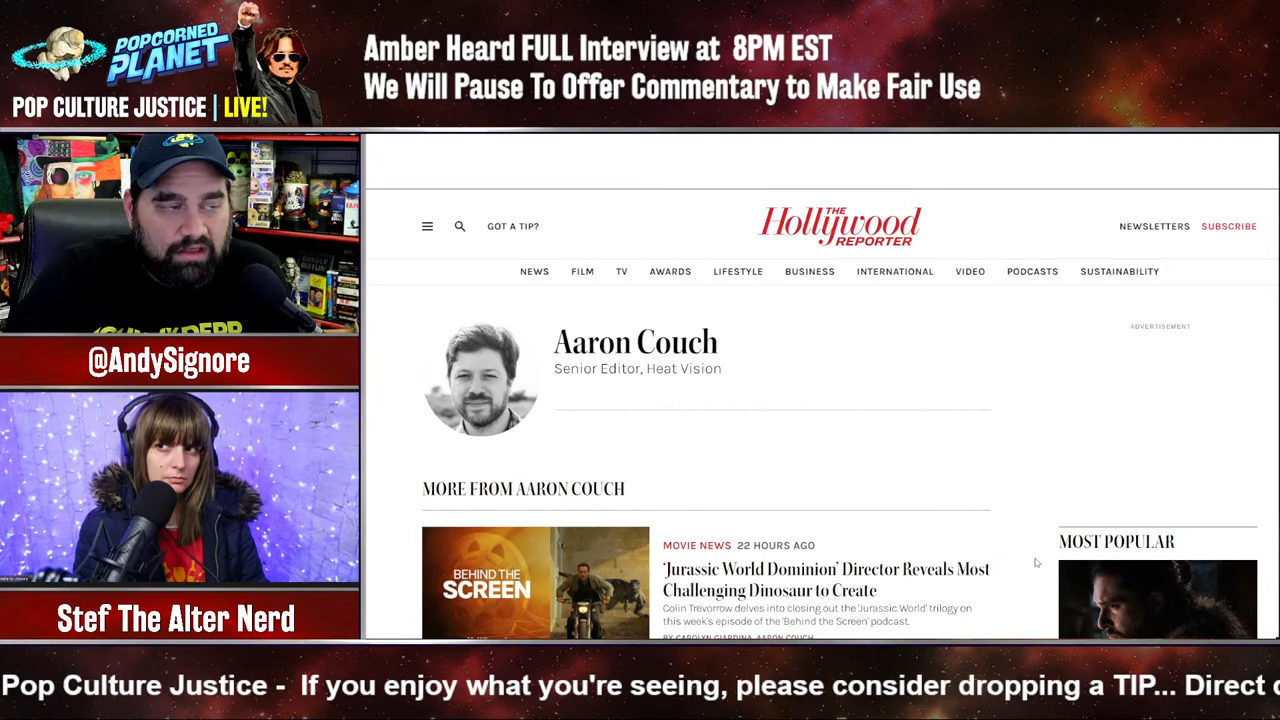 POPCORNED
PLANET
POP CULTURE JUSTICE | LIVE!
Amber Heard FULL Interview at 8PM EST
We Will Pause To Offer Commentary to Make Fair Use
@AndySignore
Stef The Alter Nerd
GOT A TIP?
THE
Hollywood
REPORTER
NEWSLETTERS SUBSCRIBE
NEWS FILM TV AWARDS LIFESTYLE BUSINESS INTERNATIONAL VIDEO PODCASTS SUSTAINABILITY
Aaron Couch
Senior Editor, Heat Vision
ADVERTISEMENT
MORE FROM AARON COUCH
BEHIND THE
SCREEN
MOVIE NEWS 22 HOURS AGO
'Jurassic World Dominion' Director Reveals Most
Challenging Dinosaur to Create
Colin Trevorrow delves into closing out the 'Jurassic World' trilogy on
this week's episode of the 'Behind the Screen' podcast.
BY CAROLYN GIARDINA, AARON COUCH
MOST POPULAR
Pop Culture Justice - If you enjoy what you're seeing, please consider dropping a TIP... Direct